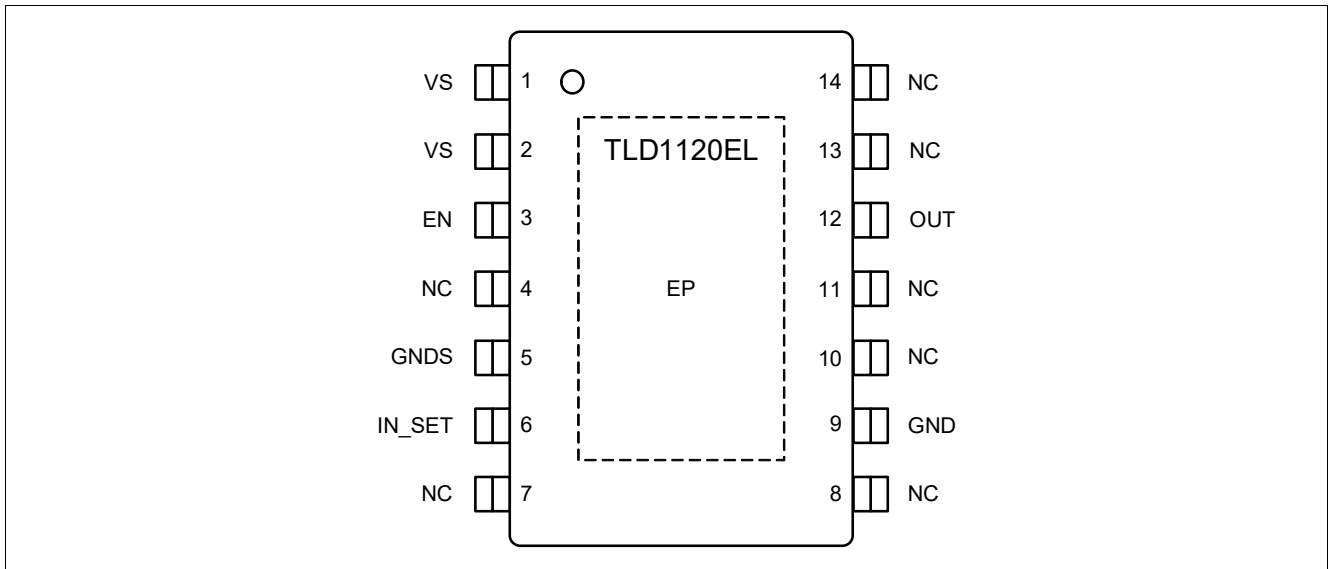 VS 1 14 NC
VS 2 TLD1120EL 13 NC
EN 3 12 OUT
NC 4 EP 11 NC
GNDS 5 10 NC
IN_SET 6 9 GND
NC 7 8 NC